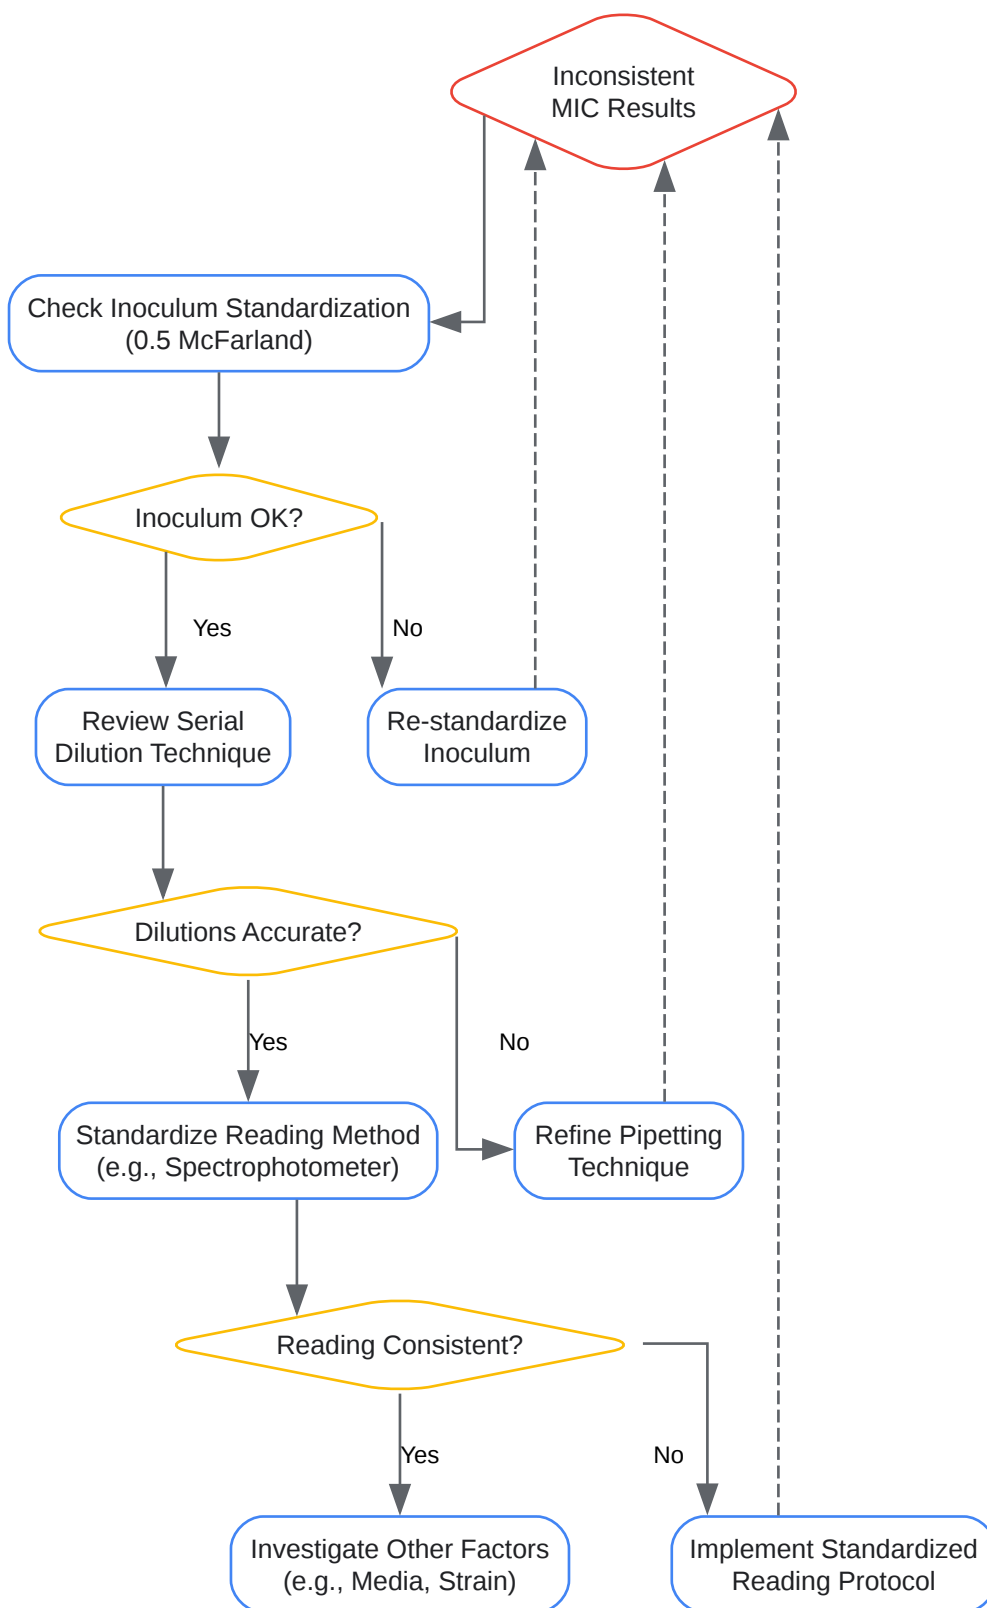 Inconsistent
MIC Results
Check Inoculum Standardization
(0.5 McFarland)
Inoculum OK?
Yes
No
Review Serial
Dilution Technique
Re-standardize
Inoculum
Dilutions Accurate?
Yes
No
Standardize Reading Method
(e.g., Spectrophotometer)
Refine Pipetting
Technique
Reading Consistent?
Yes
No
Investigate Other Factors
(e.g., Media, Strain)
Implement Standardized
Reading Protocol